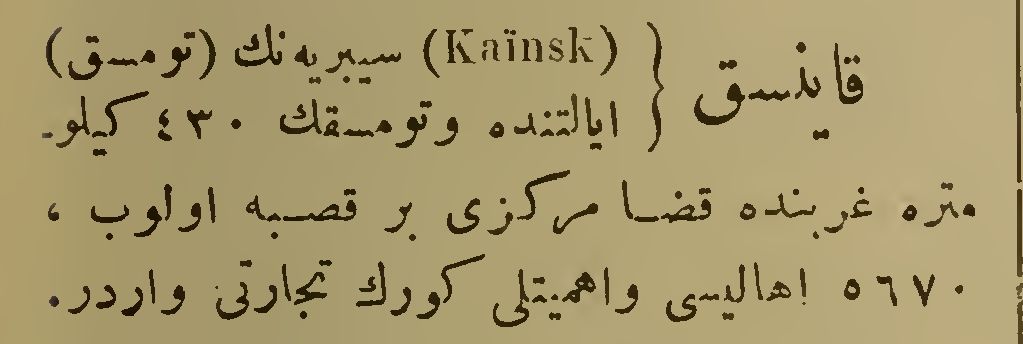 قاینسق { (Kaïnsk) سیبریه نك (تومسق)
ایالتنده وتومسقك ٤٣٠ كیلو-
متره غربنده قضا مركزی بر قصبه اولوب ،
٥٦٧٠ اهالیسی واهمیتلی كورك تجارتی واردر.